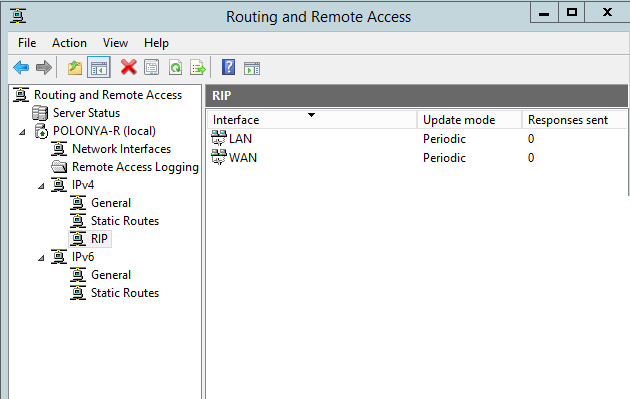 Routing and Remote Access
File Action View Help
Routing and Remote Access
Server Status
POLONYA-R (local)
Network Interfaces
Remote Access Logging
IPv4
General
Static Routes
RIP
IPv6
General
Static Routes
RIP
Interface Update mode Responses sent
LAN Periodic 0
WAN Periodic 0